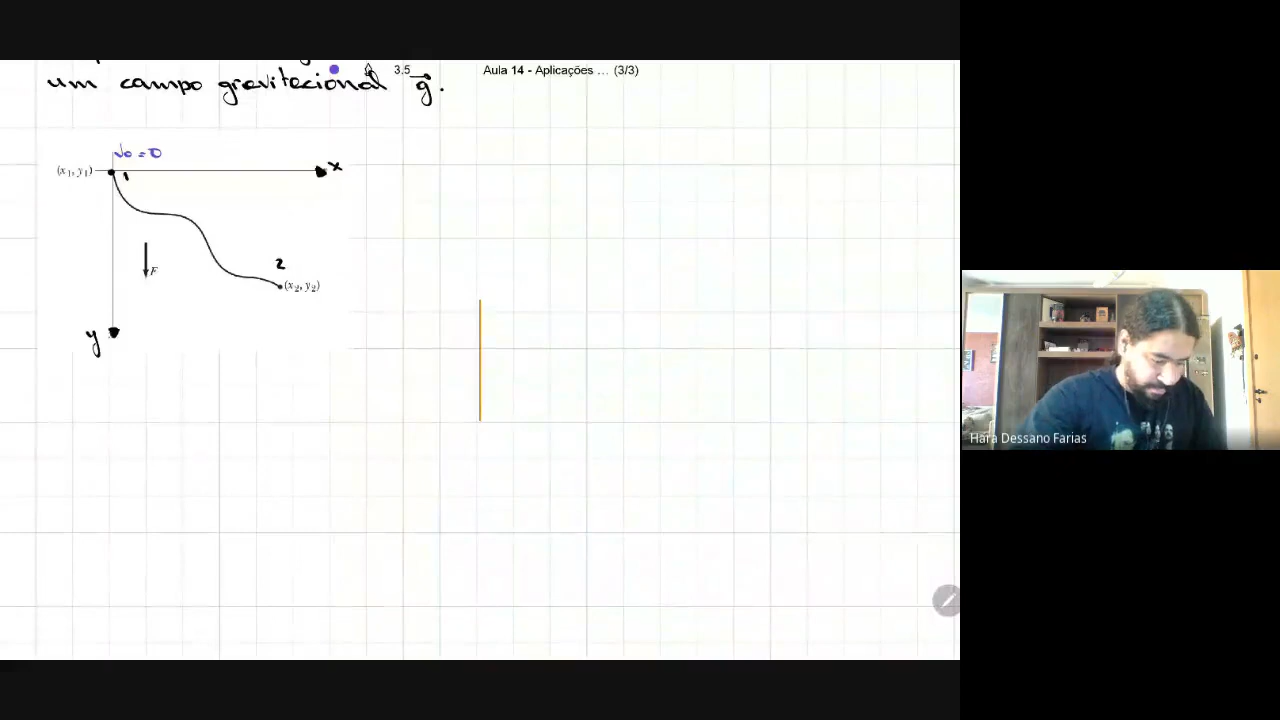 3.5 Aula 14 - Aplicações ... (3/3)
um campo gravitacional g⃗.
V₀ = 0
(x₁, y₁) 1 x
2
F
(x₂, y₂)
y
Hara Dessano Farias